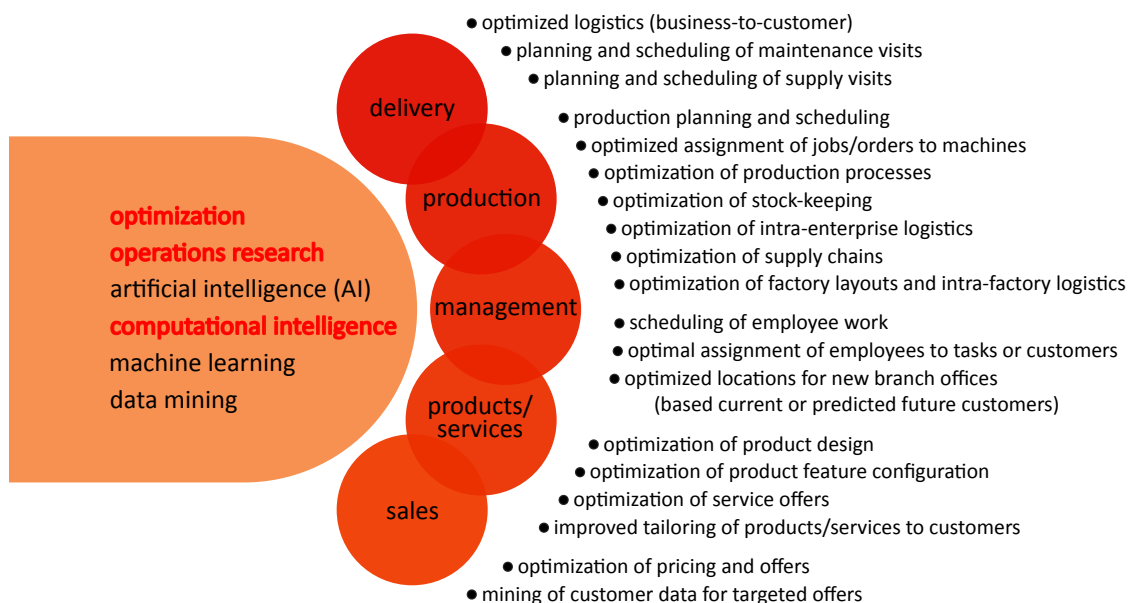 optimization
operations research
artificial intelligence (AI)
computational intelligence
machine learning
data mining
delivery
• optimized logistics (business-to-customer)
• planning and scheduling of maintenance visits
• planning and scheduling of supply visits
production
• production planning and scheduling
• optimized assignment of jobs/orders to machines
• optimization of production processes
• optimization of stock-keeping
• optimization of intra-enterprise logistics
• optimization of supply chains
• optimization of factory layouts and intra-factory logistics
management
• scheduling of employee work
• optimal assignment of employees to tasks or customers
• optimized locations for new branch offices
(based current or predicted future customers)
products/
services
• optimization of product design
• optimization of product feature configuration
• optimization of service offers
• improved tailoring of products/services to customers
sales
• optimization of pricing and offers
• mining of customer data for targeted offers